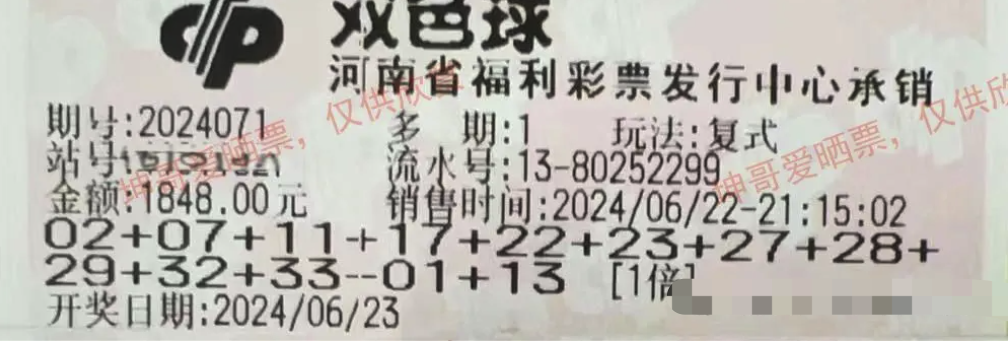 双色球
河南省福利彩票发行中心承销
期号:2024071 多 期:1 玩法:复式
站号: 流水号:13-80252299
金额:1848.00元 销售时间:2024/06/22-21:15:02
02+07+11+17+22+23+27+28+
29+32+33--01+13 [1倍]
开奖日期:2024/06/23
坤哥爱晒票,仅供欣
坤哥爱晒票,仅供欣